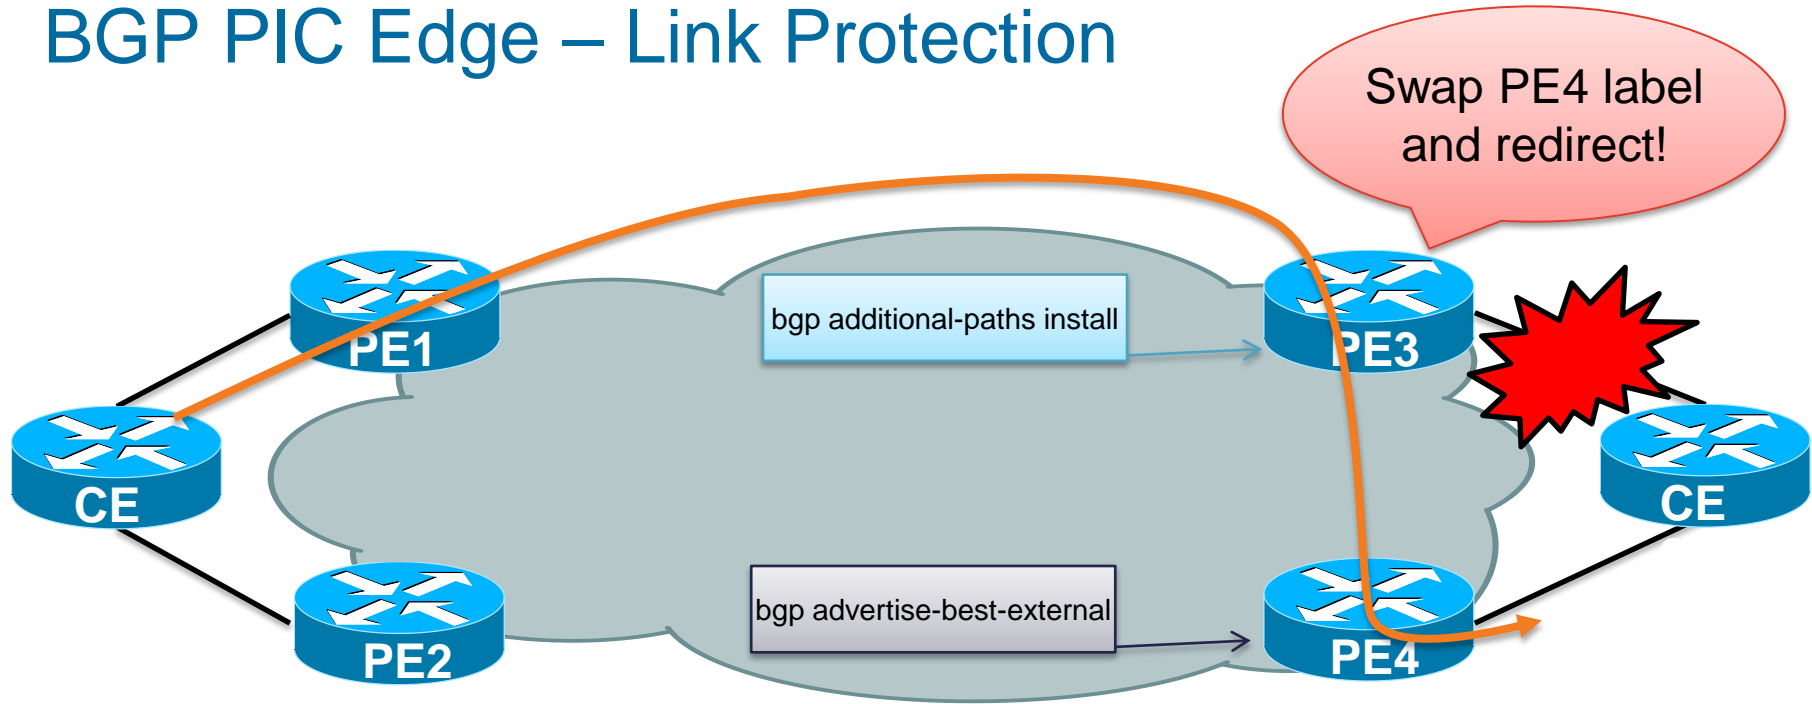 BGP PIC Edge – Link Protection
Swap PE4 label
and redirect!
PE1
bgp additional-paths install
PE3
CE
CE
bgp advertise-best-external
PE2
PE4